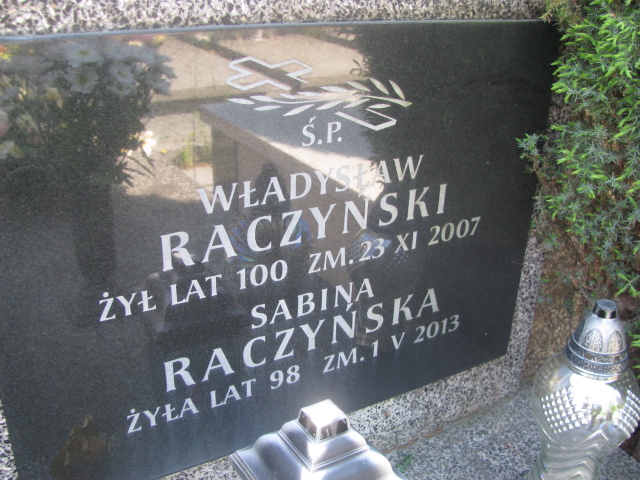 Ś.P.
WŁADYSŁAW
RACZYNSKI
ŻYŁ LAT 100 ZM. 23 XI 2007
SABINA
RACZYŃSKA
ŻYŁA LAT 98 ZM. 1 V 2013